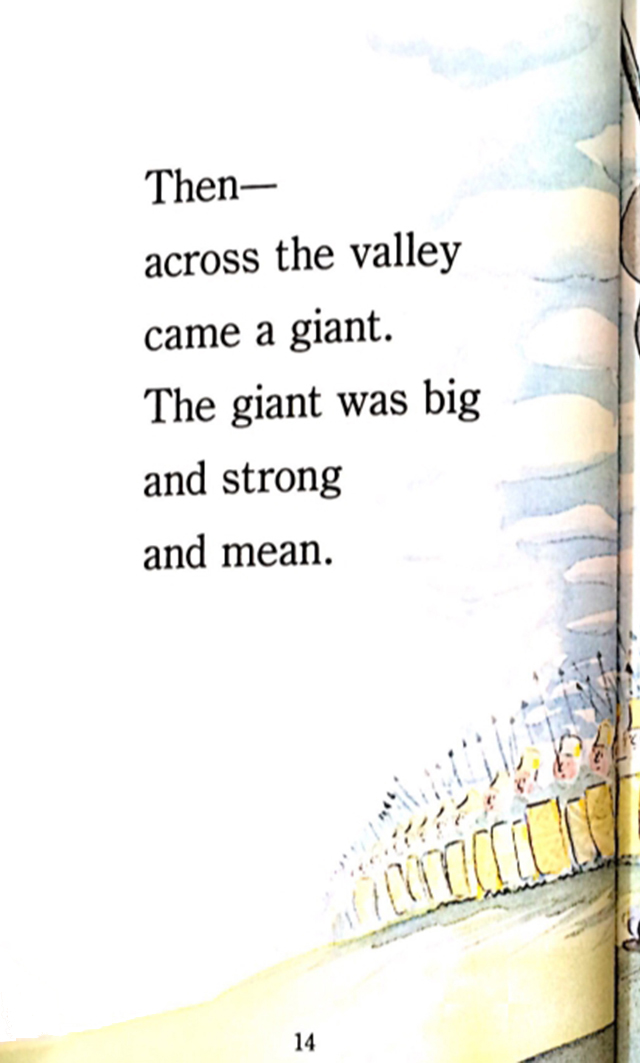 Then—
across the valley
came a giant.
The giant was big
and strong
and mean.
14